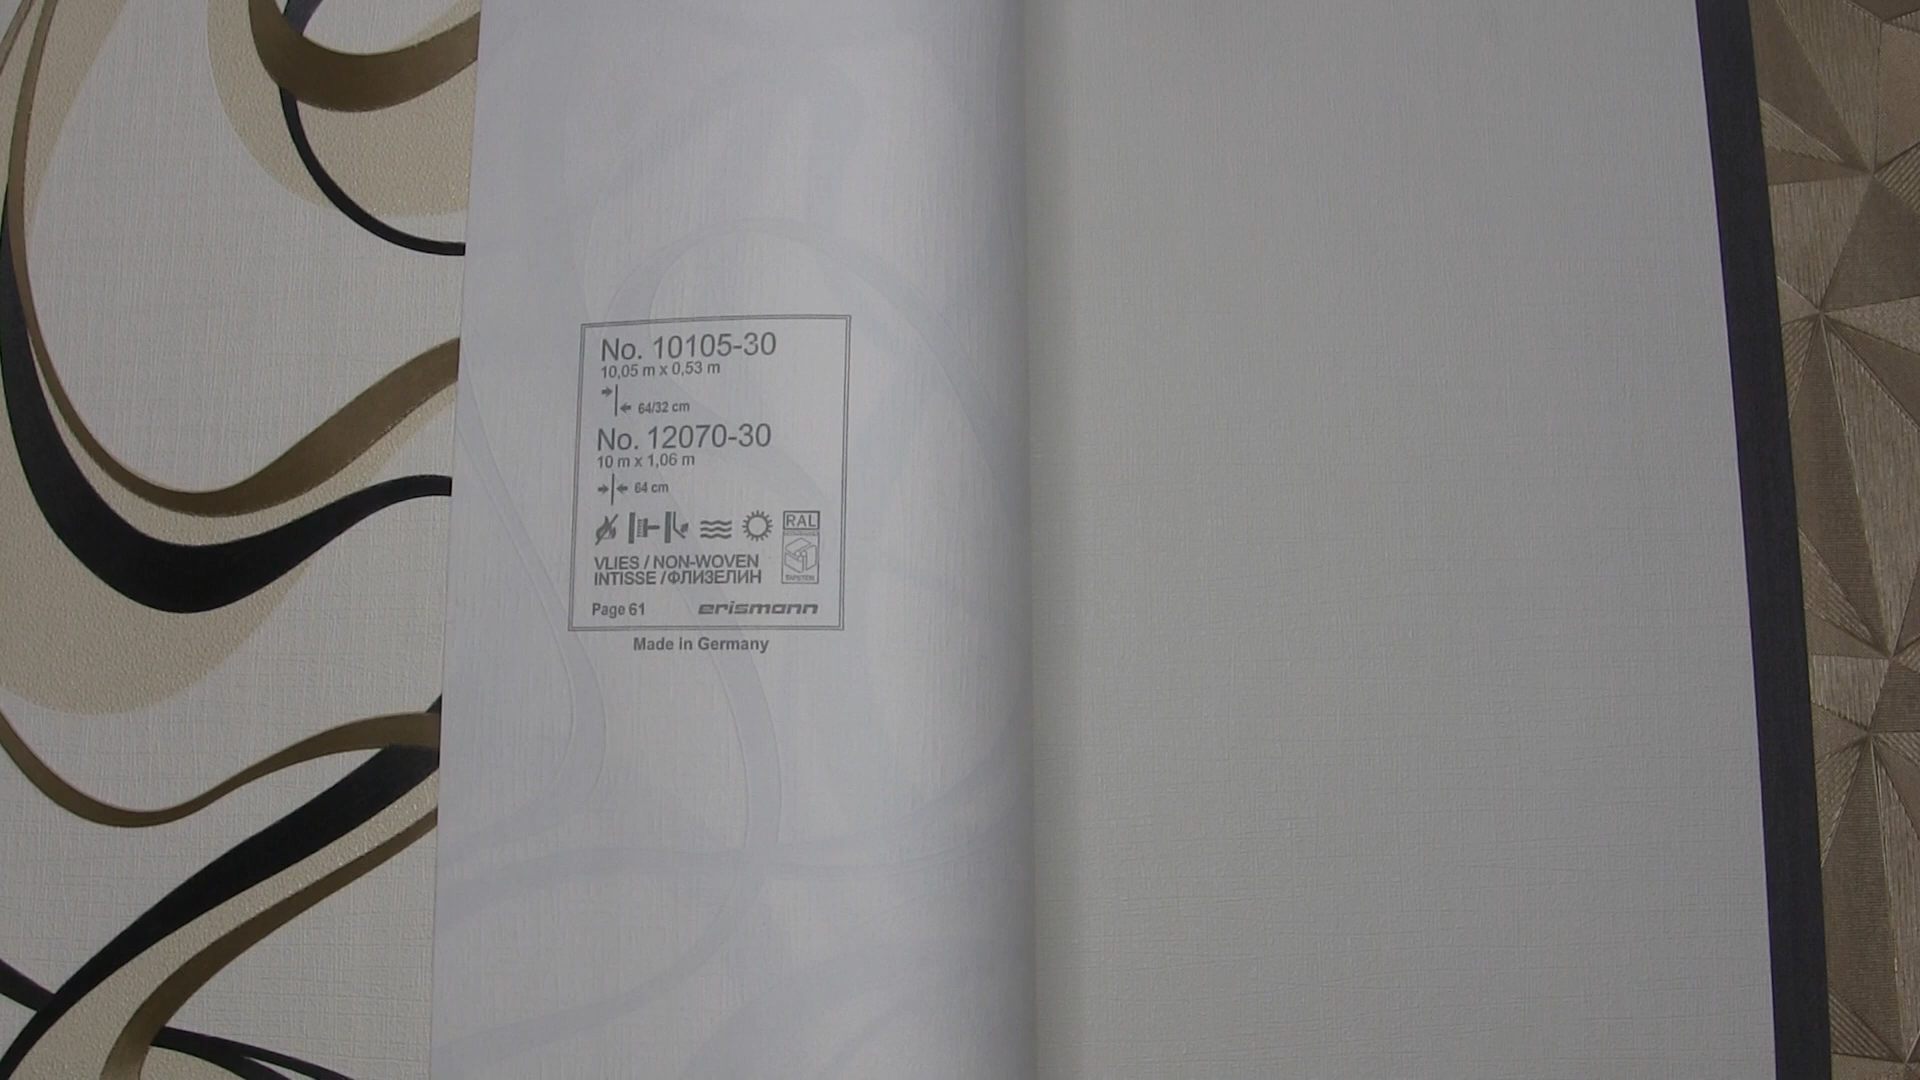 No. 10105-30
10,05 m x 0,53 m
64/32 cm
No. 12070-30
10 m x 1,06 m
64 cm
RAL
VLIES / NON-WOVEN
INTISSE / ФЛИЗЕЛИН
Page 61 erismann
Made in Germany